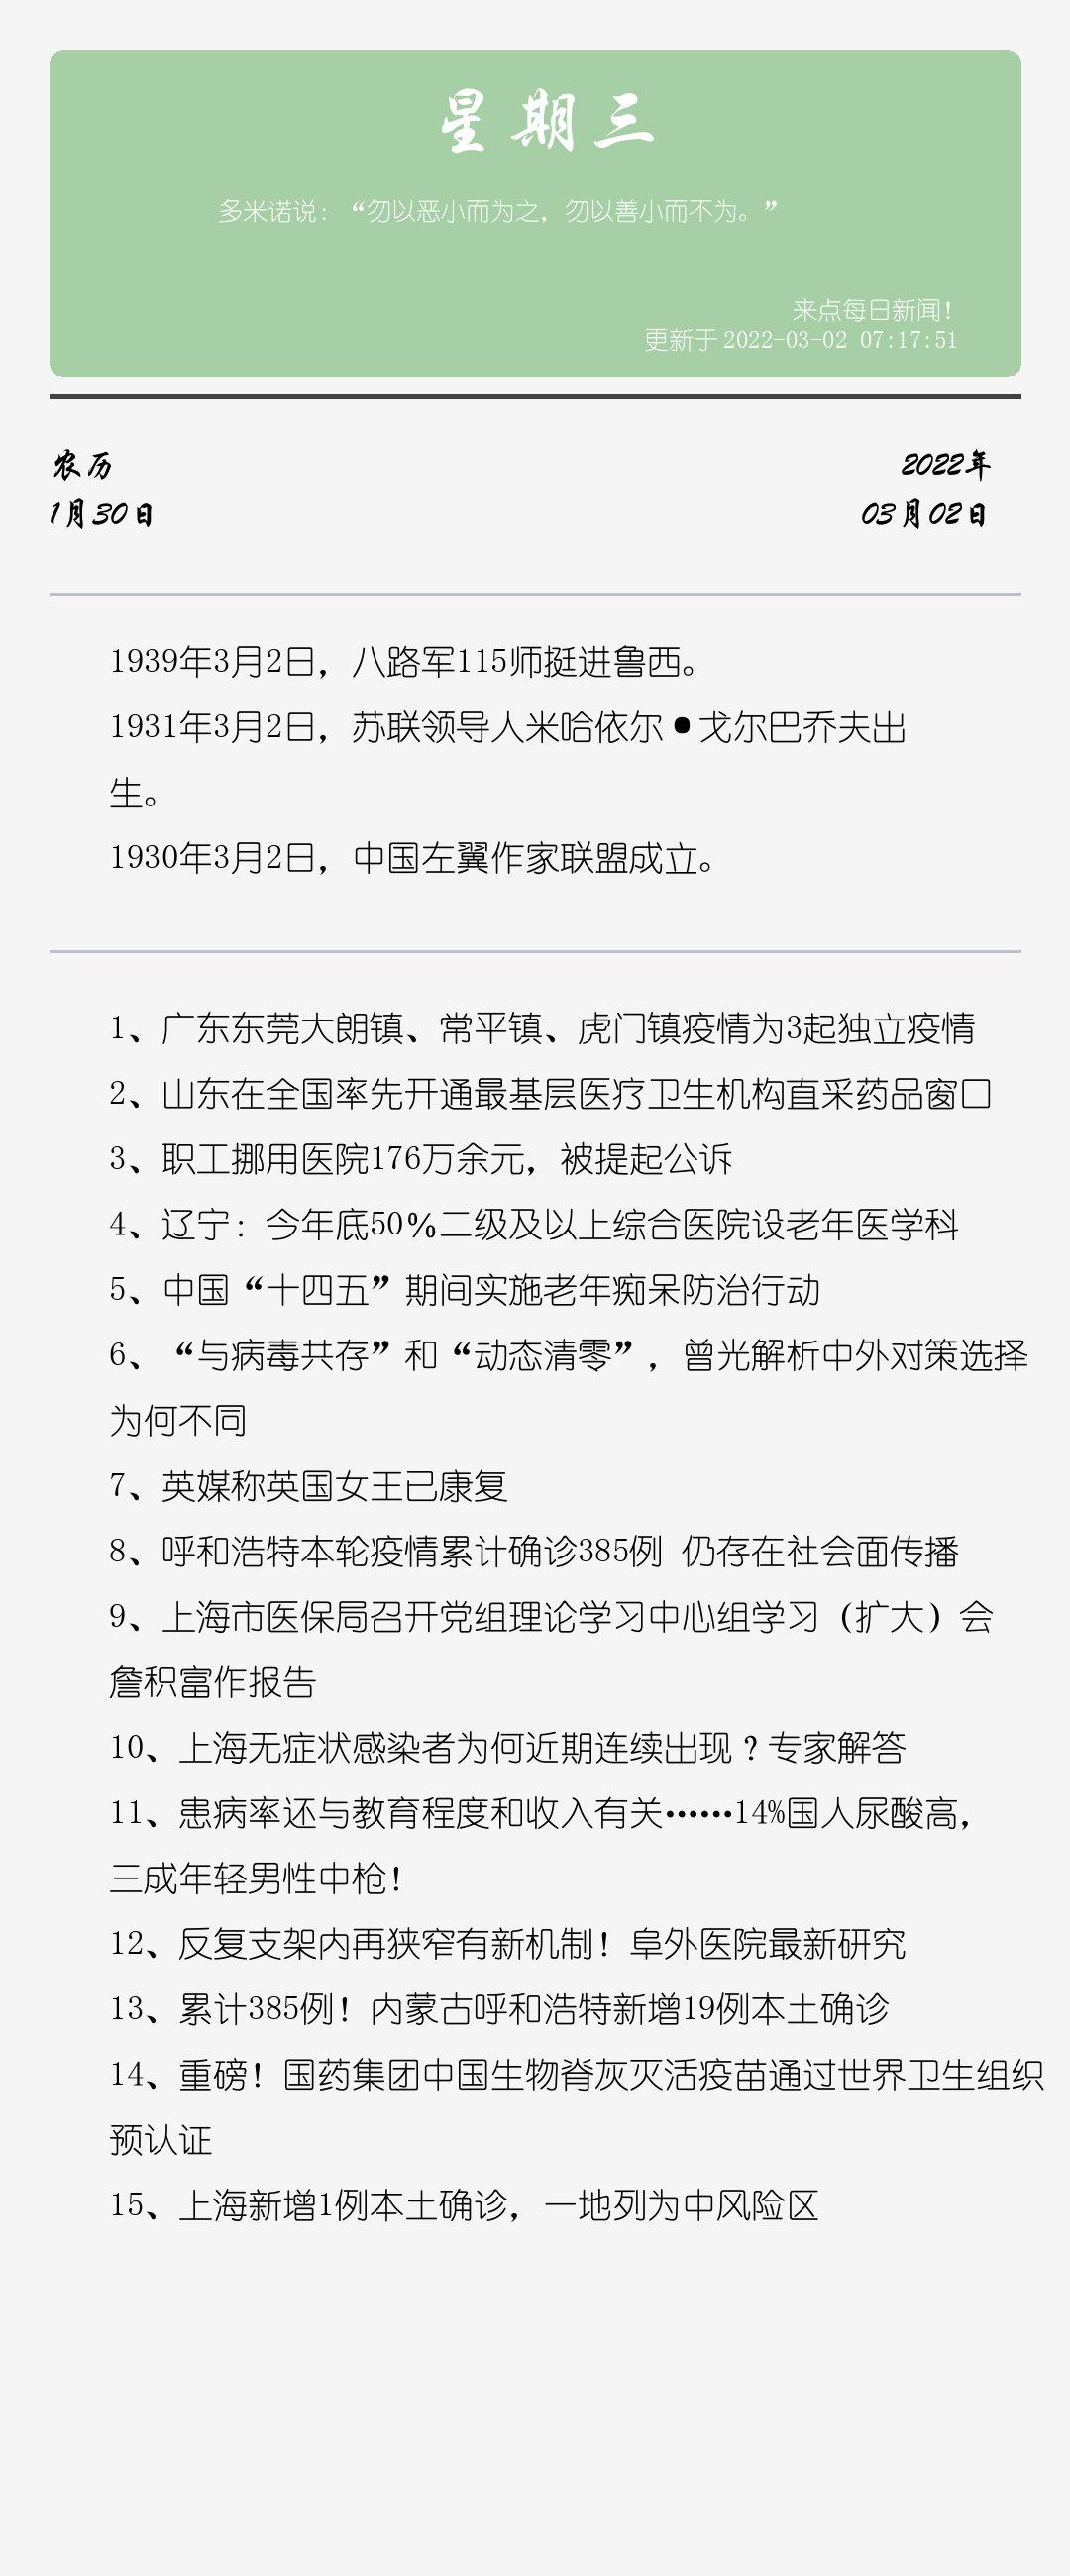 星期三
多米诺说：“勿以恶小而为之，勿以善小而不为。”
来点每日新闻！
更新于 2022-03-02 07:17:51
农历
2022年
1月30日
03月02日
1939年3月2日，八路军115师挺进鲁西。
1931年3月2日，苏联领导人米哈依尔•戈尔巴乔夫出
生。
1930年3月2日，中国左翼作家联盟成立。
1、广东东莞大朗镇、常平镇、虎门镇疫情为3起独立疫情
2、山东在全国率先开通最基层医疗卫生机构直采药品窗口
3、职工挪用医院176万余元，被提起公诉
4、辽宁：今年底50％二级及以上综合医院设老年医学科
5、中国“十四五”期间实施老年痴呆防治行动
6、“与病毒共存”和“动态清零”，曾光解析中外对策选择
为何不同
7、英媒称英国女王已康复
8、呼和浩特本轮疫情累计确诊385例 仍存在社会面传播
9、上海市医保局召开党组理论学习中心组学习（扩大）会
詹积富作报告
10、上海无症状感染者为何近期连续出现？专家解答
11、患病率还与教育程度和收入有关……14%国人尿酸高，
三成年轻男性中枪！
12、反复支架内再狭窄有新机制！阜外医院最新研究
13、累计385例！内蒙古呼和浩特新增19例本土确诊
14、重磅！国药集团中国生物脊灰灭活疫苗通过世界卫生组织
预认证
15、上海新增1例本土确诊，一地列为中风险区